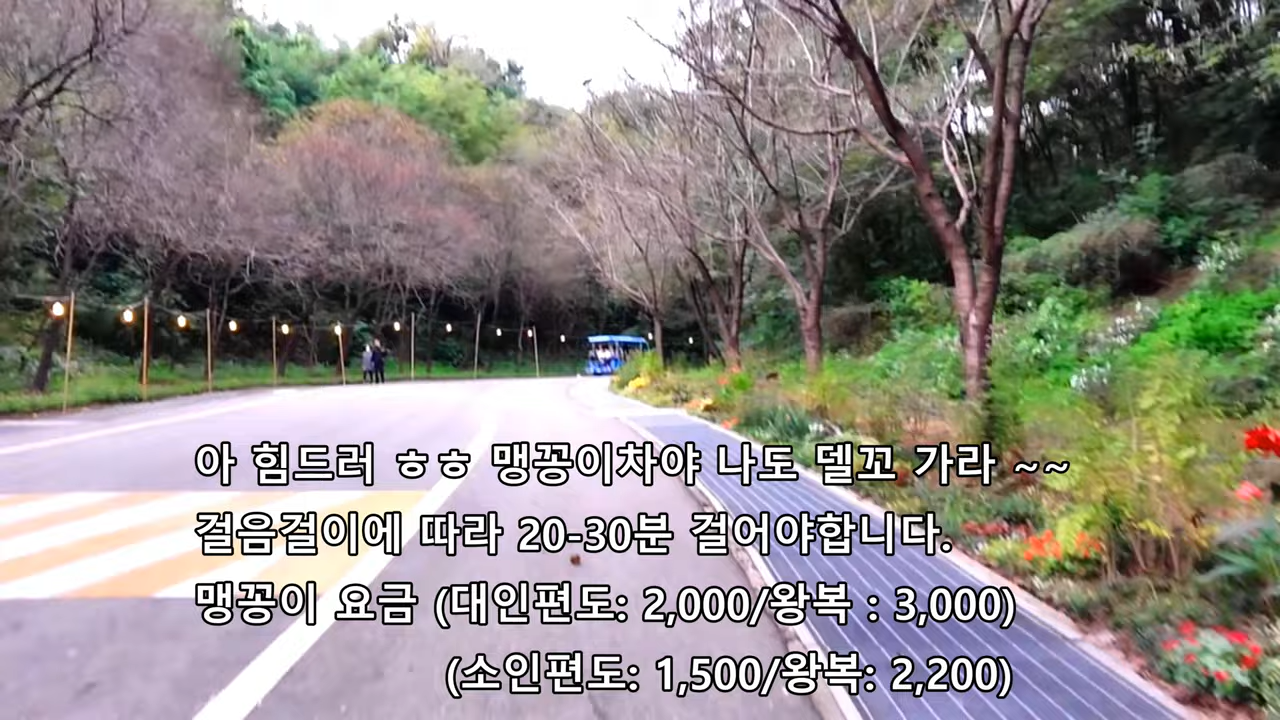 아 힘드러 ㅎㅎ 맹꽁이차야 나도 델꼬 가라 ~~
걸음걸이에 따라 20-30분 걸어야합니다.
맹꽁이 요금 (대인편도: 2,000/왕복 : 3,000)
(소인편도: 1,500/왕복: 2,200)